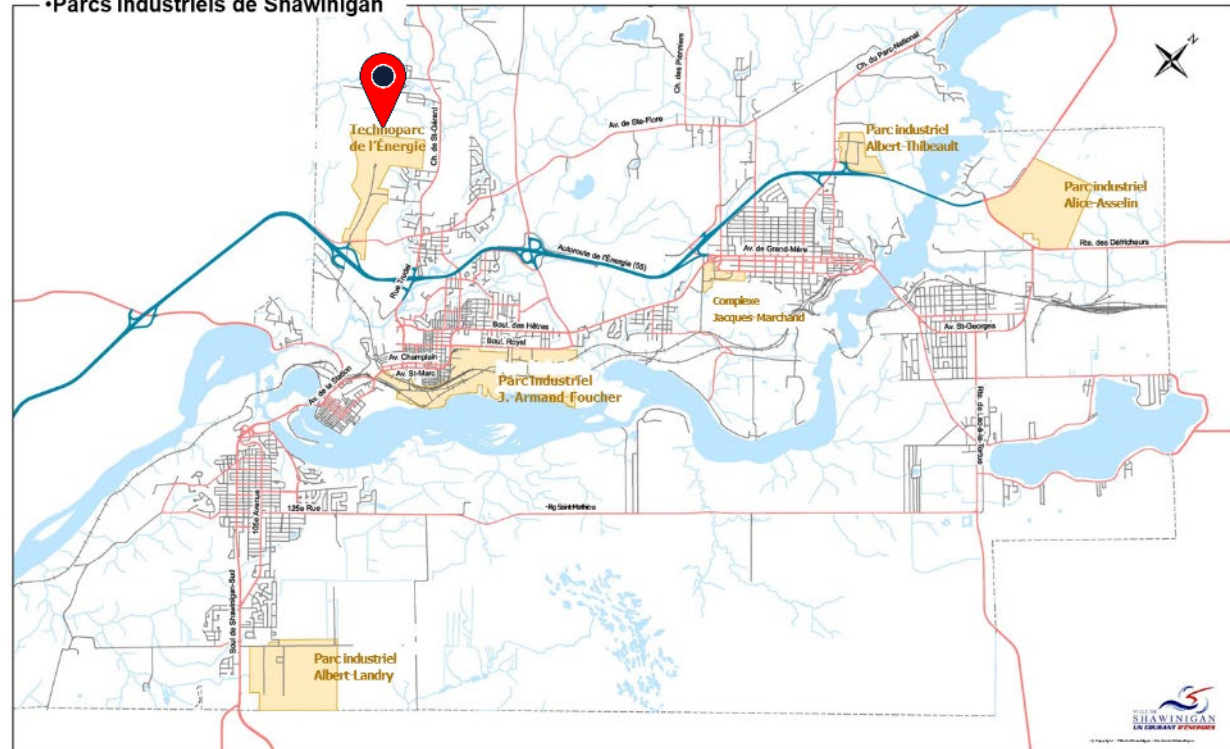 •Parcs industriels de Shawinigan
N
Ch. des Pionniers
Ch. du Parc-National
Technoparc
de l'Énergie
Ch. de St-Gérard
Av. de Ste-Flore
Parc industriel
Albert-Thibeault
Parc industriel
Alice-Asselin
Rte. des Défricheurs
Av. de Grand-Mère
Autoroute de l'Énergie (55)
Rue Trudel
Complexe
Jacques-Marchand
Av. St-Georges
Boul. des Hêtres
Boul. Royal
Av. Champlain
Av. St-Marc
Parc industriel
J. Armand-Foucher
Av. de la Station
Rte. de Lac-à-la-Tortue
105e Avenue
125e Rue
Rg Saint-Mathieu
Boul de Shawinigan-Sud
Parc industriel
Albert-Landry
VILLE DE
SHAWINIGAN
UN COURANT D'ÉNERGIES